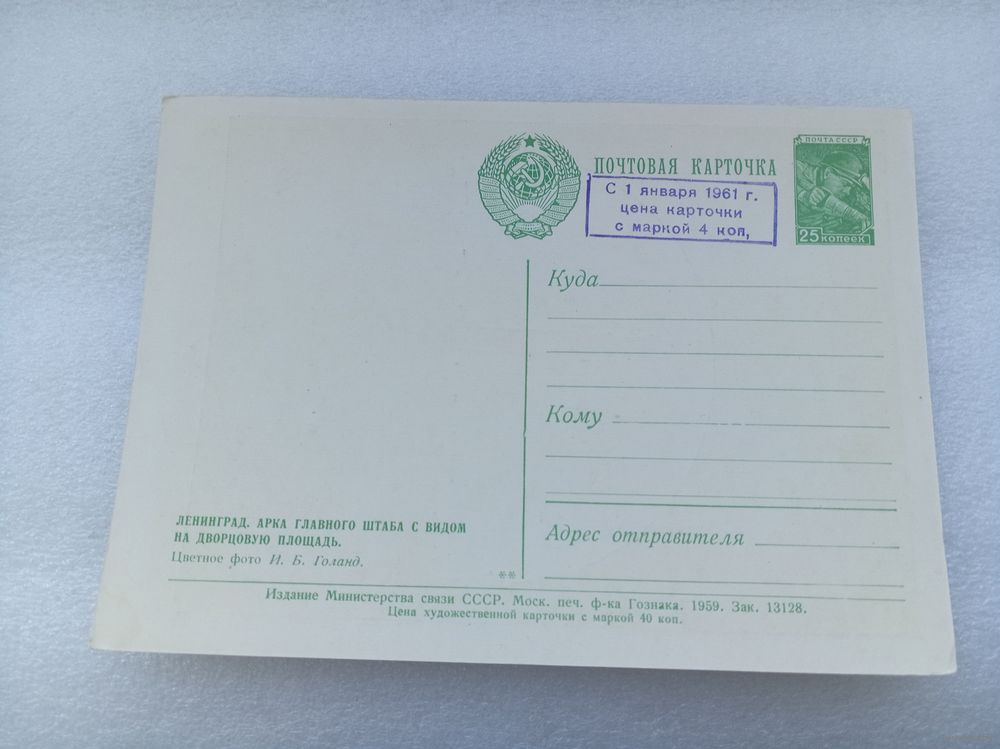 ПОЧТА СССР
ПОЧТОВАЯ КАРТОЧКА
С 1 января 1961 г.
цена карточки
с маркой 4 коп,
25 КОПЕЕК
Куда
Кому
Адрес отправителя
ЛЕНИНГРАД. АРКА ГЛАВНОГО ШТАБА С ВИДОМ
НА ДВОРЦОВУЮ ПЛОЩАДЬ.
Цветное фото И. Б. Голанд.
**
Издание Министерства связи СССР. Моск. печ. ф-ка Гознака. 1959. Зак. 13128.
Цена художественной карточки с маркой 40 коп.